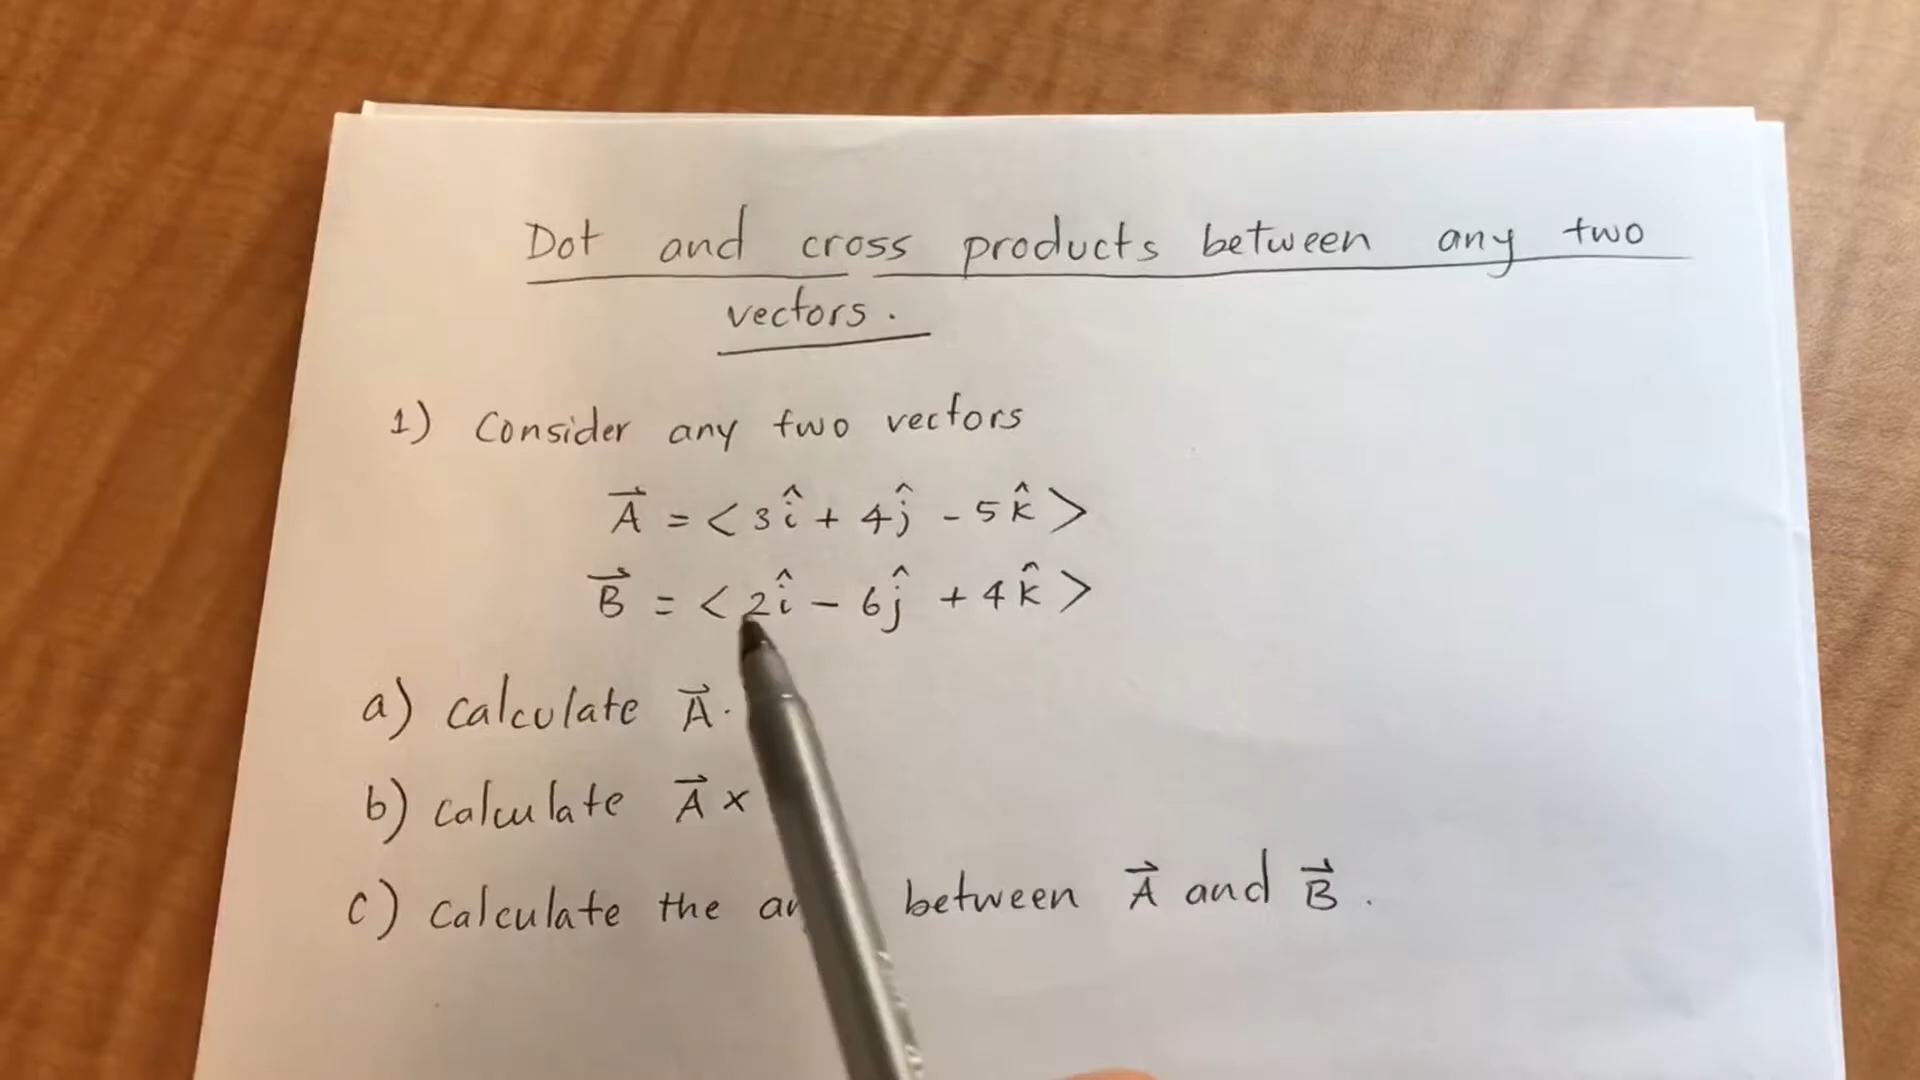 Dot and cross products between any two
vectors.
1) Consider any two vectors
A⃗ = <3î + 4ĵ - 5k̂>
B⃗ = <2î - 6ĵ + 4k̂>
a) calculate A⃗ ·
b) calculate A⃗ ×
c) calculate the between A⃗ and B⃗.